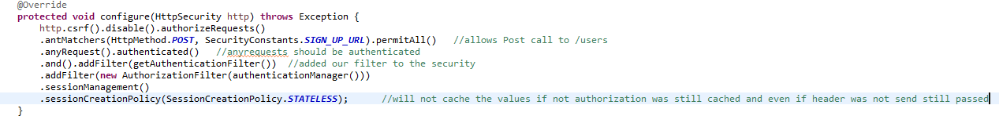 @Override
protected void configure(HttpSecurity http) throws Exception {
http.csrf().disable().authorizeRequests()
.antMatchers(HttpMethod.POST, SecurityConstants.SIGN_UP_URL).permitAll()   //allows Post call to /users
.anyRequest().authenticated()   //anyrequests should be authenticated
.and().addFilter(getAuthenticationFilter())  //added our filter to the security
.addFilter(new AuthorizationFilter(authenticationManager()))
.sessionManagement()
.sessionCreationPolicy(SessionCreationPolicy.STATELESS);      //will not cache the values if not authorization was still cached and even if header was not send still passed
}